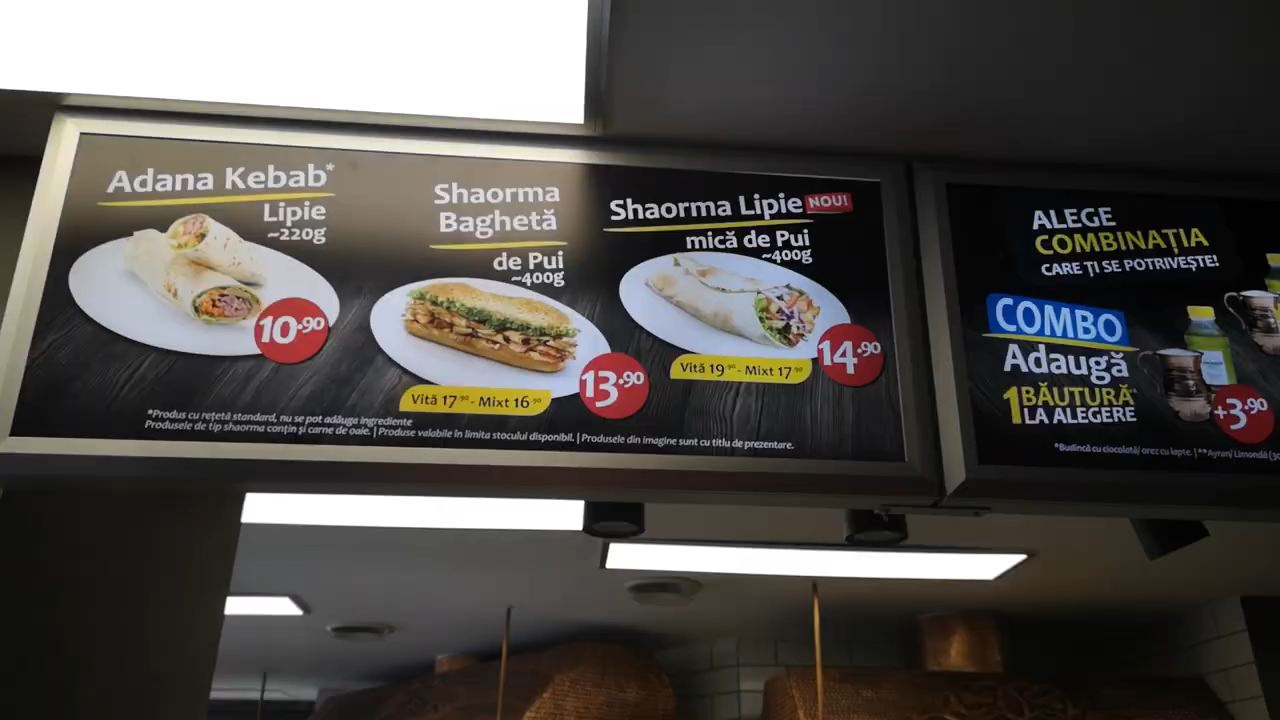 Adana Kebab*
Lipie
~220g
10.90
Shaorma
Baghetă
de Pui
~400g
13.90
Vită 17.90 - Mixt 16.90
Shaorma Lipie NOU!
mică de Pui
~400g
14.90
Vită 19.90 - Mixt 17.90
*Produs cu rețetă standard, nu se pot adăuga ingrediente
Produsele de tip shaorma conțin și carne de oaie. | Produse valabile în limita stocului disponibil. | Produsele din imagine sunt cu titlu de prezentare.
ALEGE
COMBINAȚIA
CARE ȚI SE POTRIVEȘTE!
COMBO
Adaugă
1 BĂUTURĂ**
LA ALEGERE
+3.90
*Budincă cu ciocolată/ orez cu lapte. | **Ayran/ Limondă (30